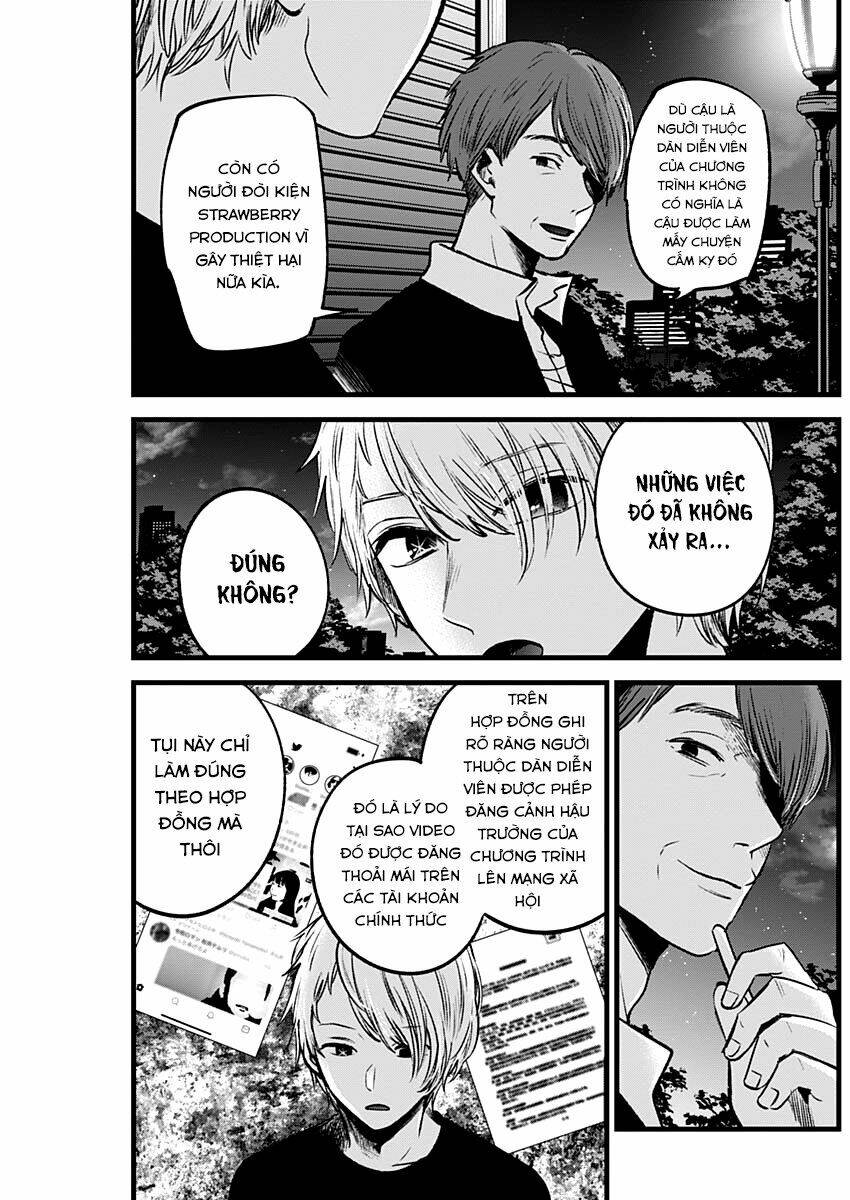 DÙ CẬU LÀ
NGƯỜI THUỘC
DÀN DIỄN VIÊN
CỦA CHƯƠNG
TRÌNH KHÔNG
CÓ NGHĨA LÀ
CẬU ĐƯỢC LÀM
MẤY CHUYỆN
CẤM KỴ ĐÓ
CÒN CÓ
NGƯỜI ĐÒI KIỆN
STRAWBERRY
PRODUCTION VÌ
GÂY THIỆT HẠI
NỮA KÌA.
NHỮNG VIỆC
ĐÓ ĐÃ KHÔNG
XẢY RA...
ĐÚNG
KHÔNG?
TRÊN
HỢP ĐỒNG GHI
RÕ RÀNG NGƯỜI
THUỘC DÀN DIỄN
VIÊN ĐƯỢC PHÉP
ĐĂNG CẢNH HẬU
TRƯỜNG CỦA
CHƯƠNG TRÌNH
LÊN MẠNG XÃ
HỘI
ĐÓ LÀ LÝ DO
TẠI SAO VIDEO
ĐÓ ĐƯỢC ĐĂNG
THOẢI MÁI TRÊN
CÁC TÀI KHOẢN
CHÍNH THỨC
TỤI NÀY CHỈ
LÀM ĐÚNG
THEO HỢP
ĐỒNG MÀ
THÔI